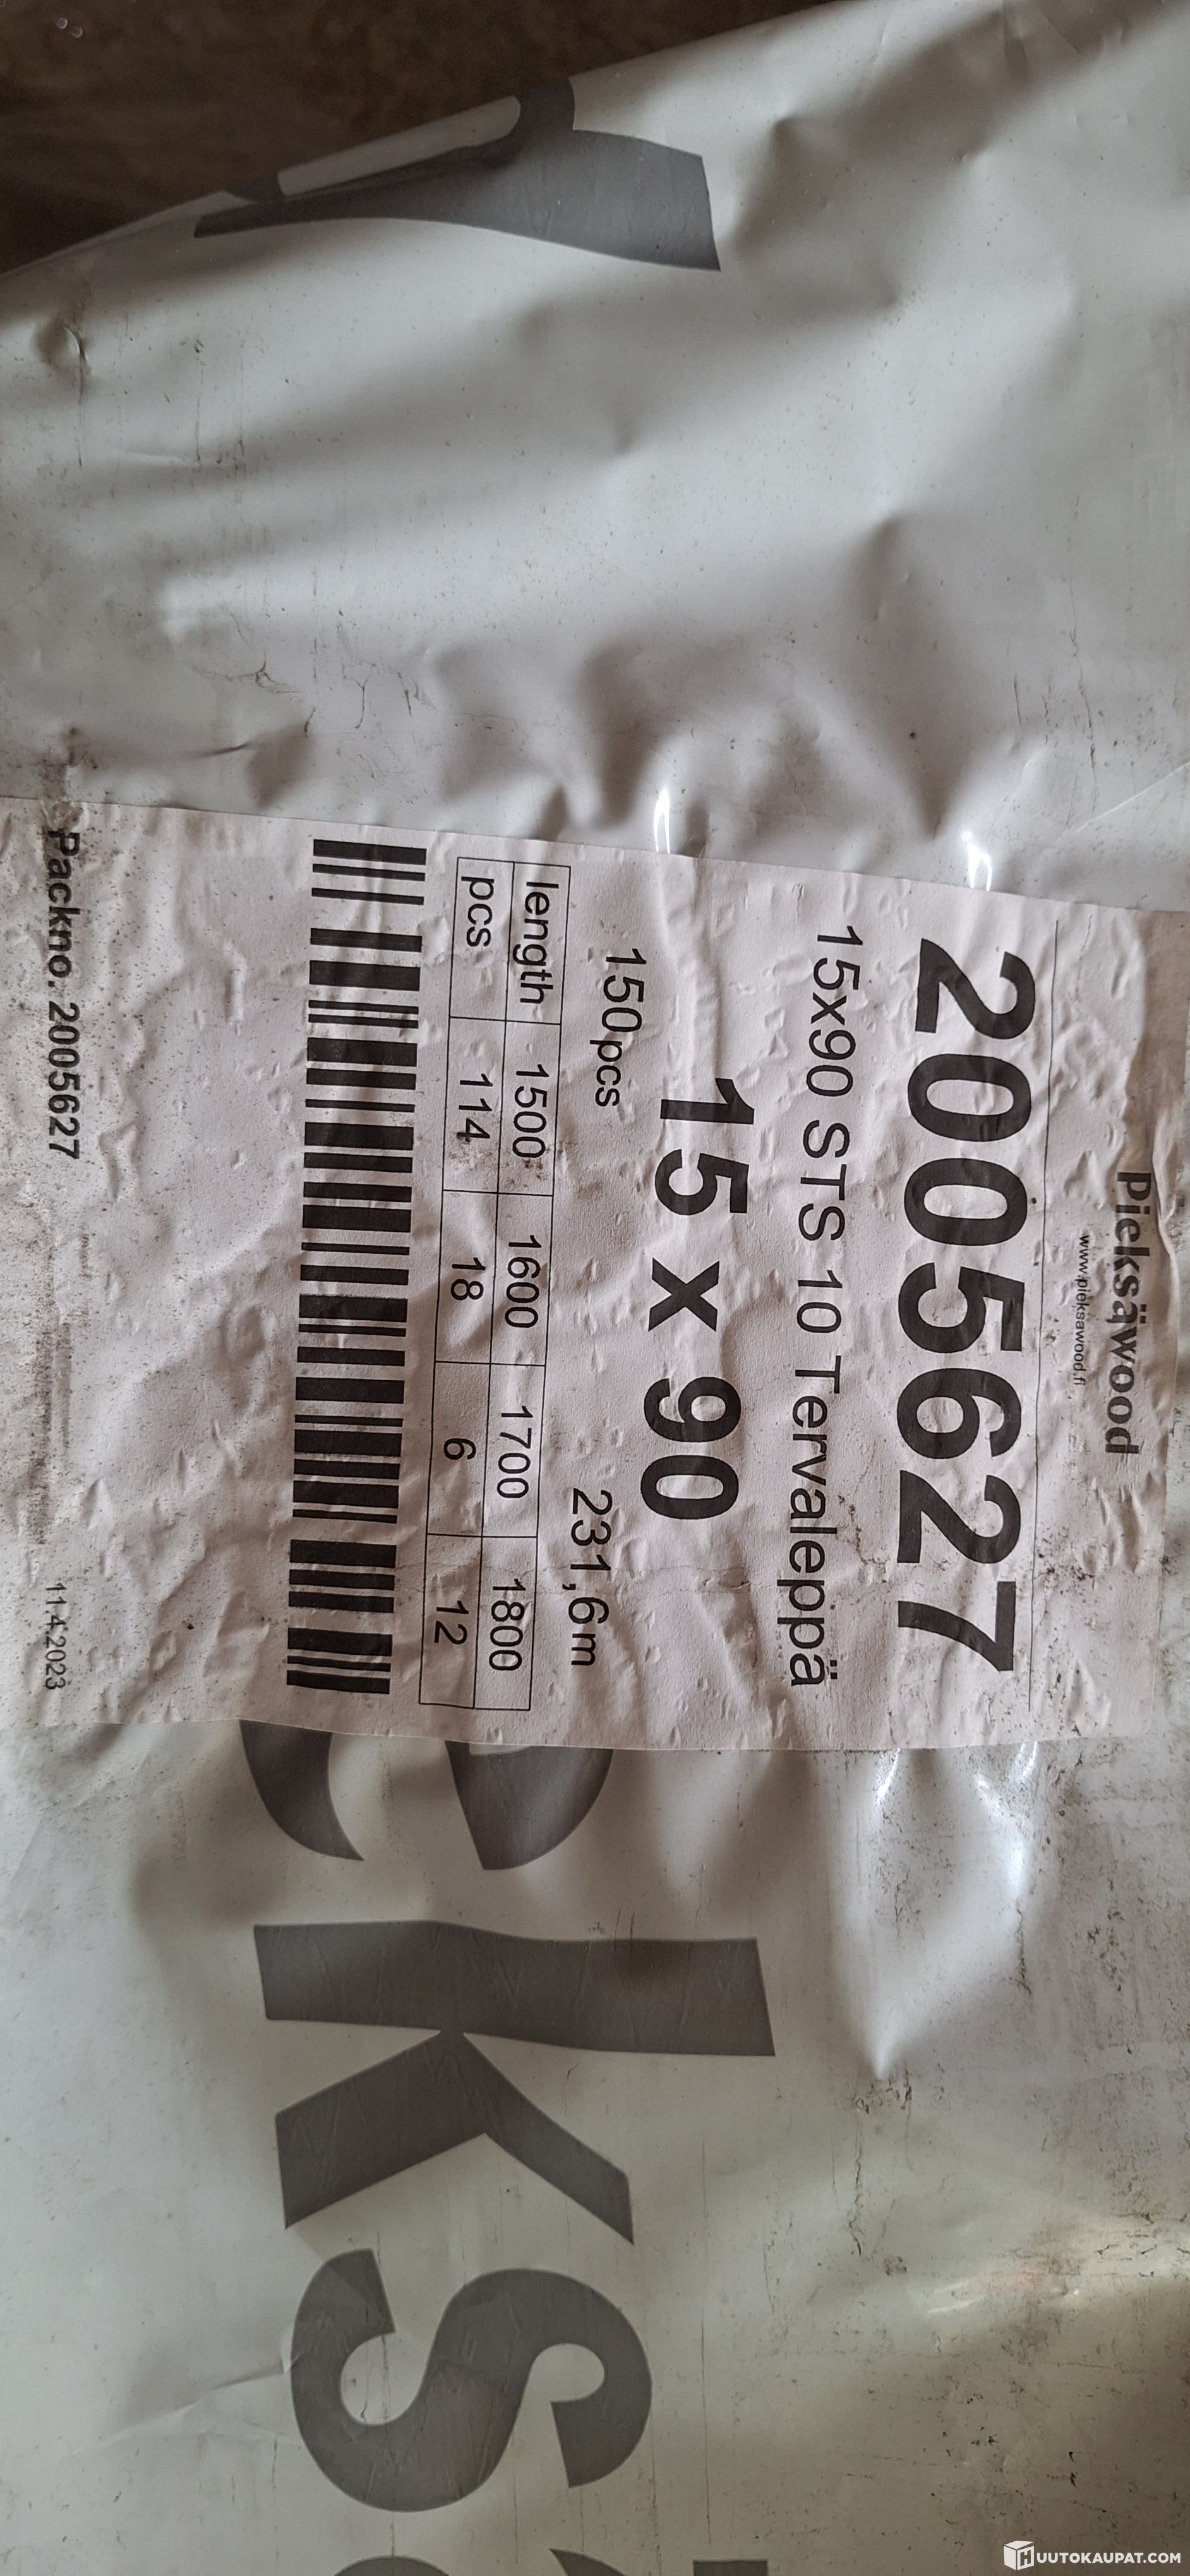 Pieksäwood
www.pieksawood.fi
2005627
15x90 STS 10 Tervaleppä
15 x 90
150pcs 231,6m
length 1500 1600 1700 1800
pcs 114 18 6 12
Packno. 2005627 11.4.2023
HUUTOKAUPAT.COM